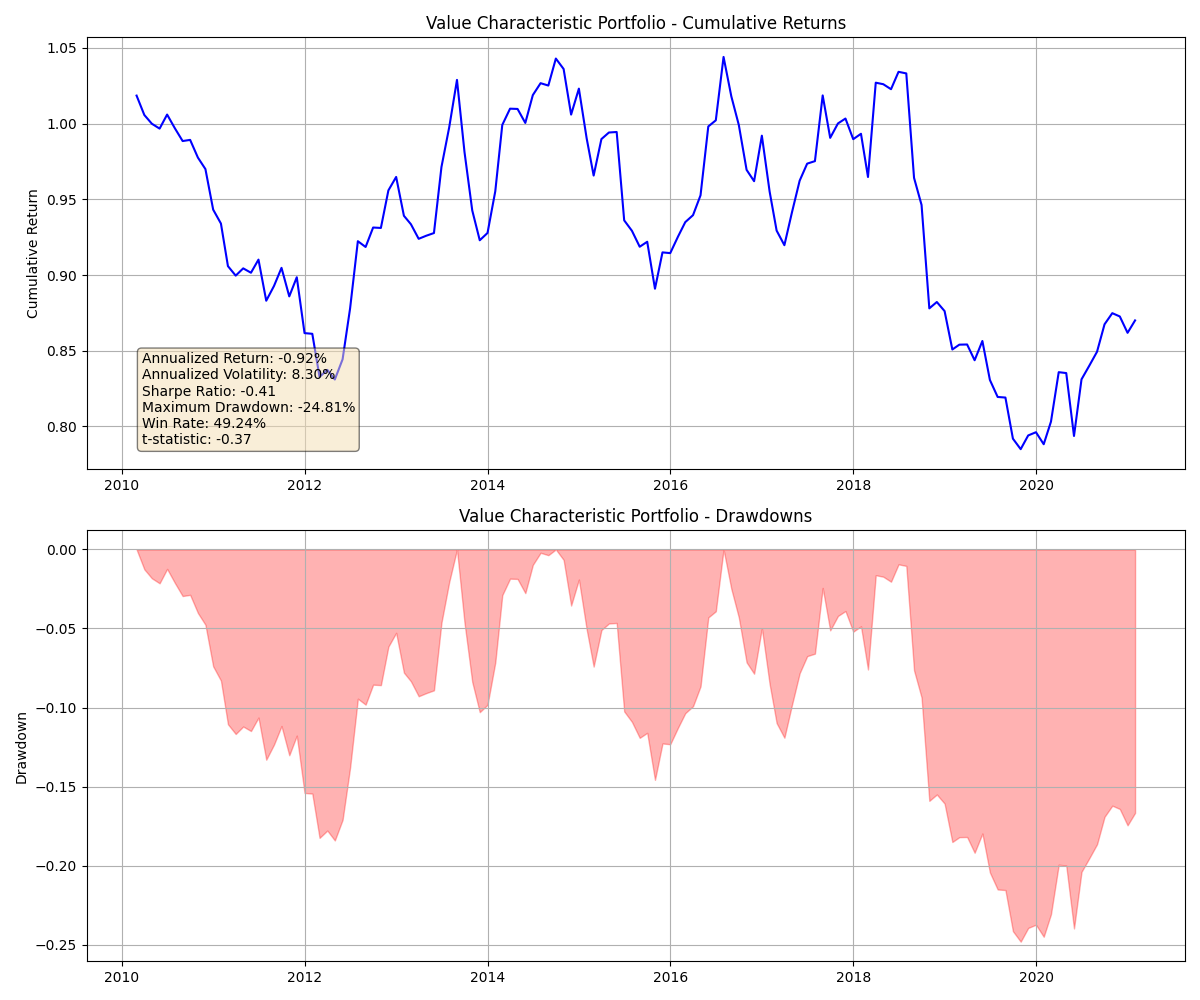 Value Characteristic Portfolio - Cumulative Returns
1.05
1.00
0.95
0.90
0.85
0.80
Cumulative Return
Annualized Return: -0.92%
Annualized Volatility: 8.30%
Sharpe Ratio: -0.41
Maximum Drawdown: -24.81%
Win Rate: 49.24%
t-statistic: -0.37
2010 2012 2014 2016 2018 2020
Value Characteristic Portfolio - Drawdowns
0.00
−0.05
−0.10
−0.15
−0.20
−0.25
Drawdown
2010 2012 2014 2016 2018 2020